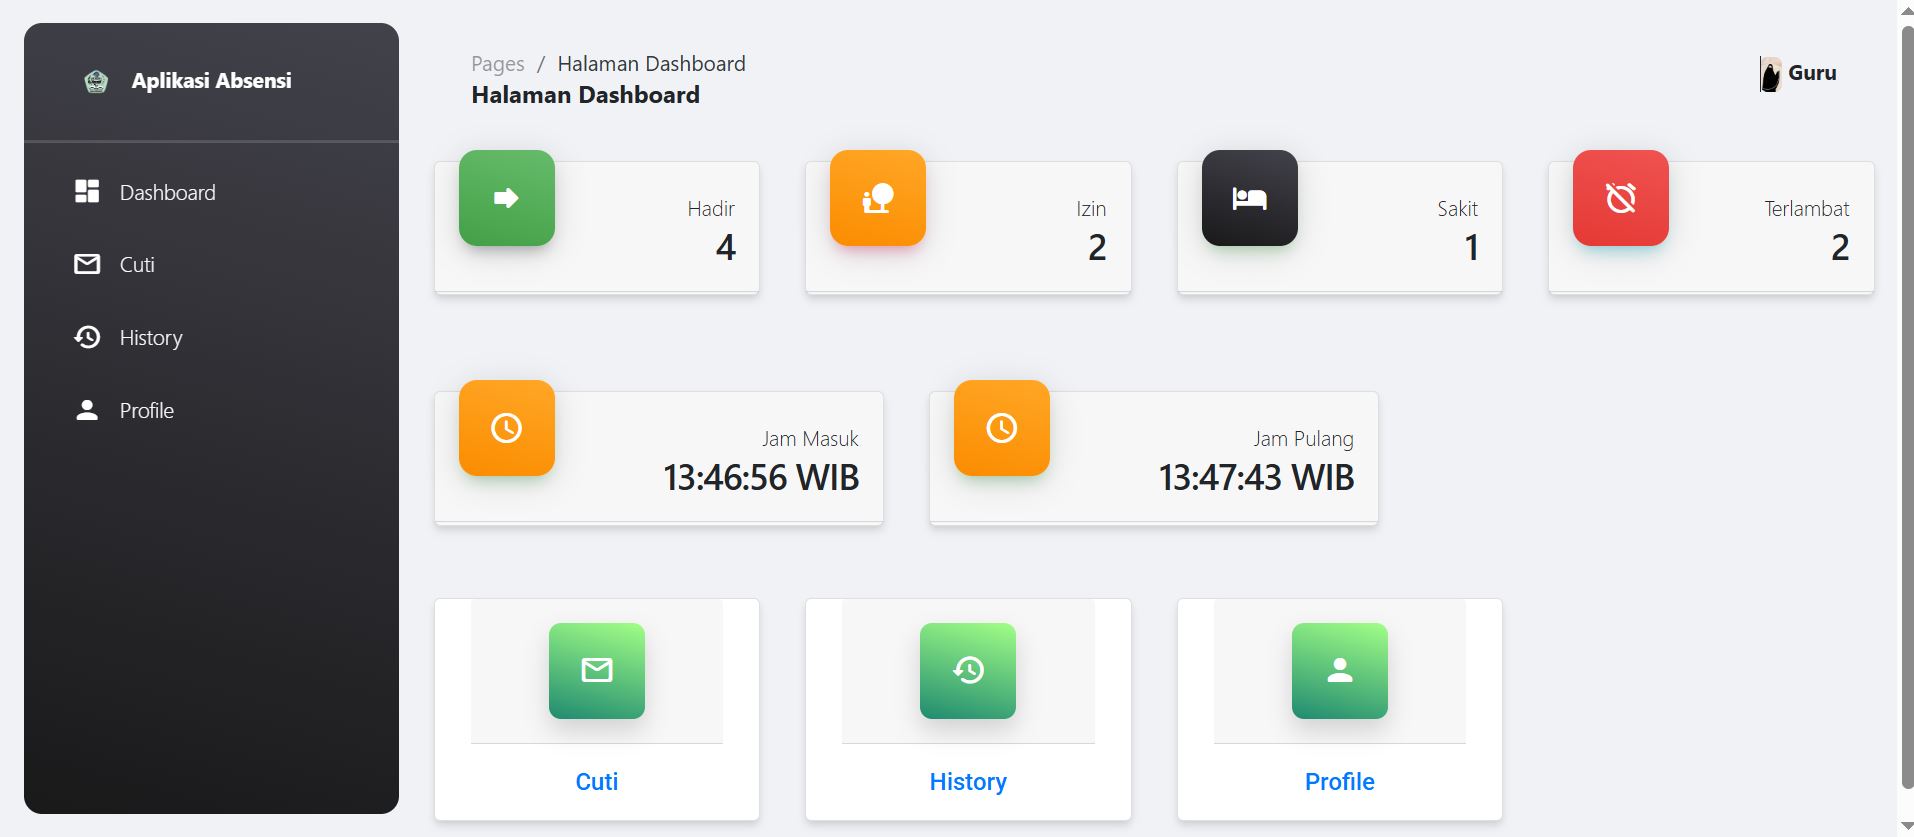 Aplikasi Absensi
Dashboard
Cuti
History
Profile
Pages / Halaman Dashboard
Halaman Dashboard
Guru
Hadir
4
Izin
2
Sakit
1
Terlambat
2
Jam Masuk
13:46:56 WIB
Jam Pulang
13:47:43 WIB
Cuti
History
Profile